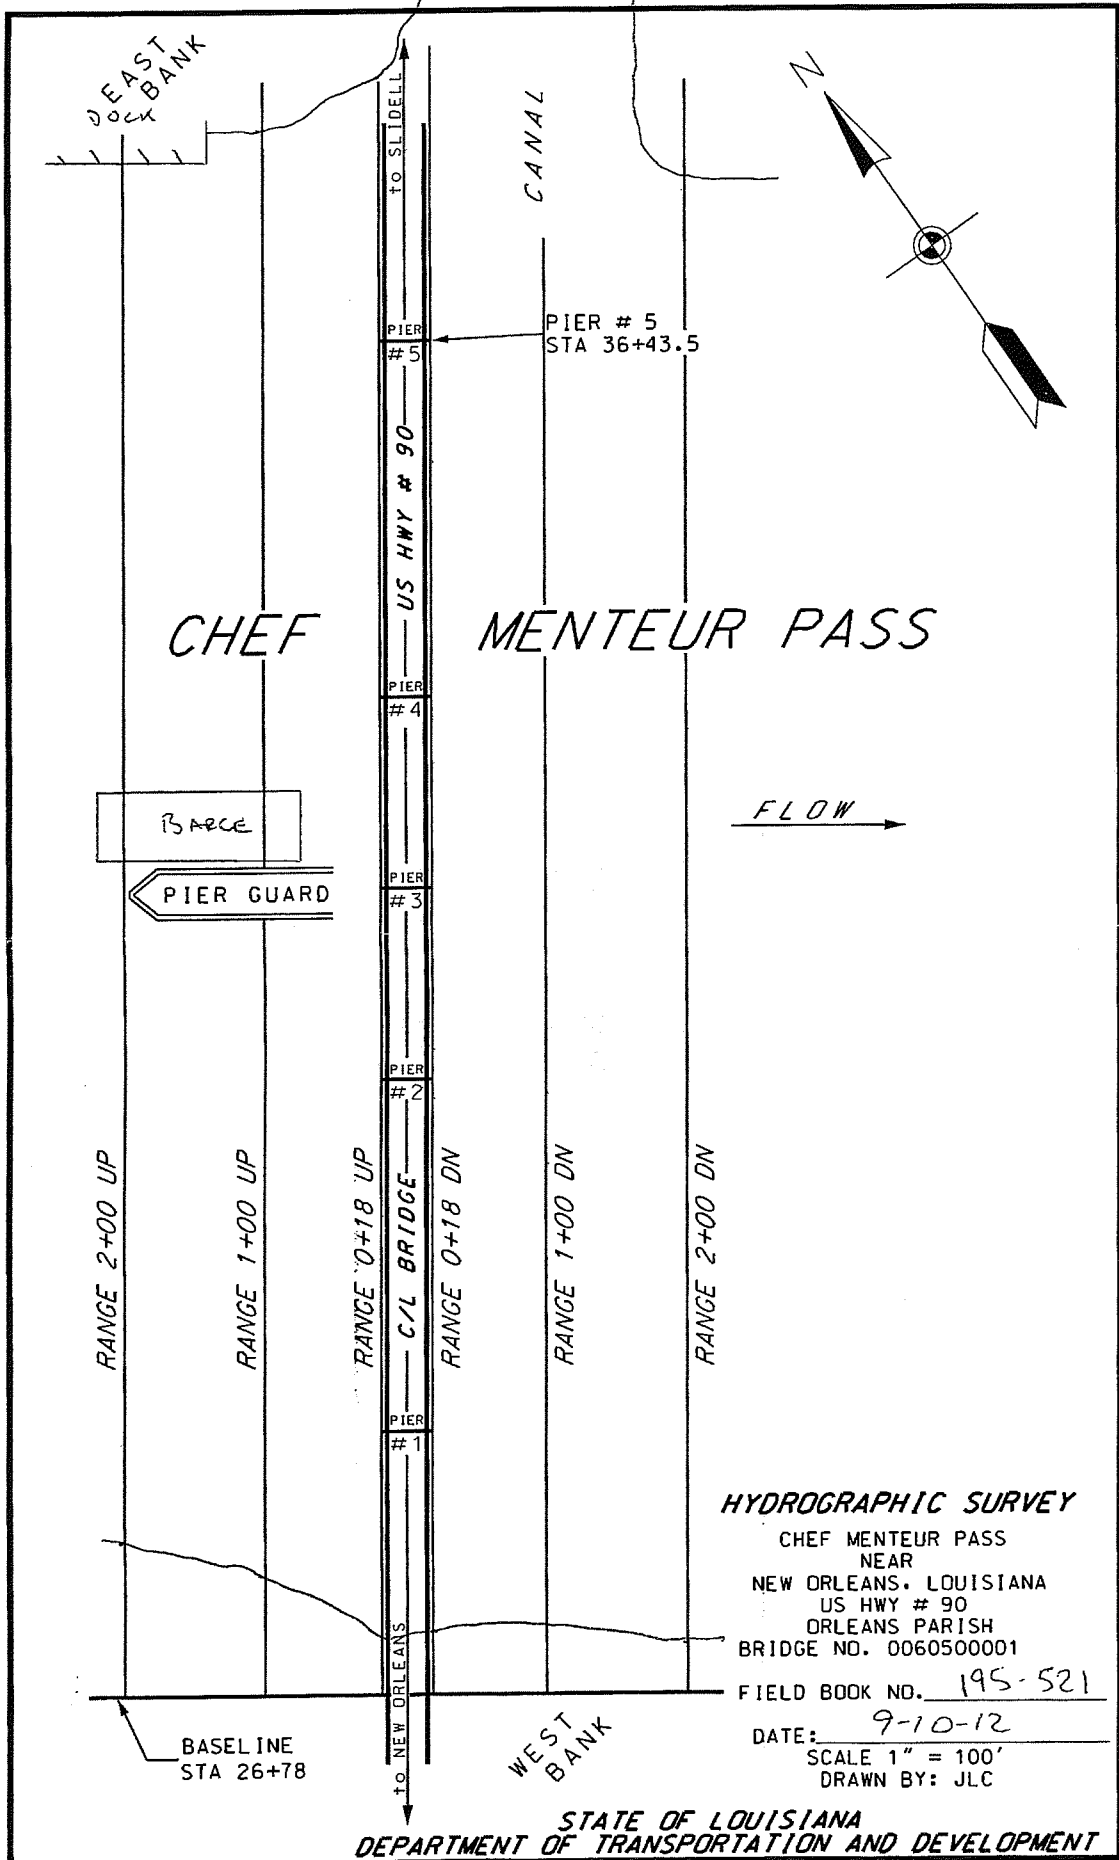 EAST
BANK
DOCK
to SLIDELL
CANAL
N
PIER
#5
PIER # 5
STA 36+43.5
US HWY # 90
CHEF MENTEUR PASS
PIER
#4
BARGE
FLOW
PIER GUARD
PIER
#3
PIER
#2
RANGE 2+00 UP
RANGE 1+00 UP
RANGE 0+18 UP
C/L BRIDGE
RANGE 0+18 DN
RANGE 1+00 DN
RANGE 2+00 DN
PIER
#1
to NEW ORLEANS
BASELINE
STA 26+78
WEST
BANK
HYDROGRAPHIC SURVEY
CHEF MENTEUR PASS
NEAR
NEW ORLEANS. LOUISIANA
US HWY # 90
ORLEANS PARISH
BRIDGE NO. 0060500001
FIELD BOOK NO. 195-521
DATE: 9-10-12
SCALE 1" = 100'
DRAWN BY: JLC
STATE OF LOUISIANA
DEPARTMENT OF TRANSPORTATION AND DEVELOPMENT